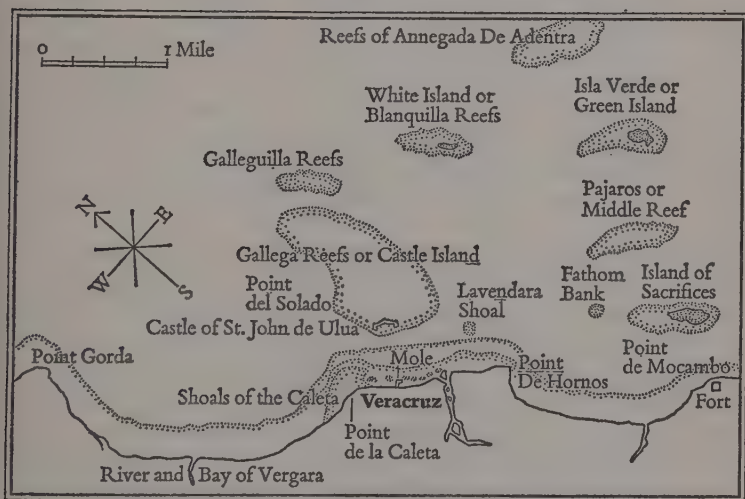 Reefs of Annegada De Adentra
0 1 Mile
White Island or
Blanquilla Reefs
Isla Verde or
Green Island
Galleguilla Reefs
Pajaros or
Middle Reef
N
E
W
S
Gallega Reefs or Castle Island
Point
del Solado
Castle of St. John de Ulua
Lavendara
Shoal
Fathom
Bank
Island of
Sacrifices
Point Gorda
Mole
Point
De Hornos
Point
de Mocambo
Shoals of the Caleta
Veracruz
Fort
Point
de la Caleta
River and Bay of Vergara